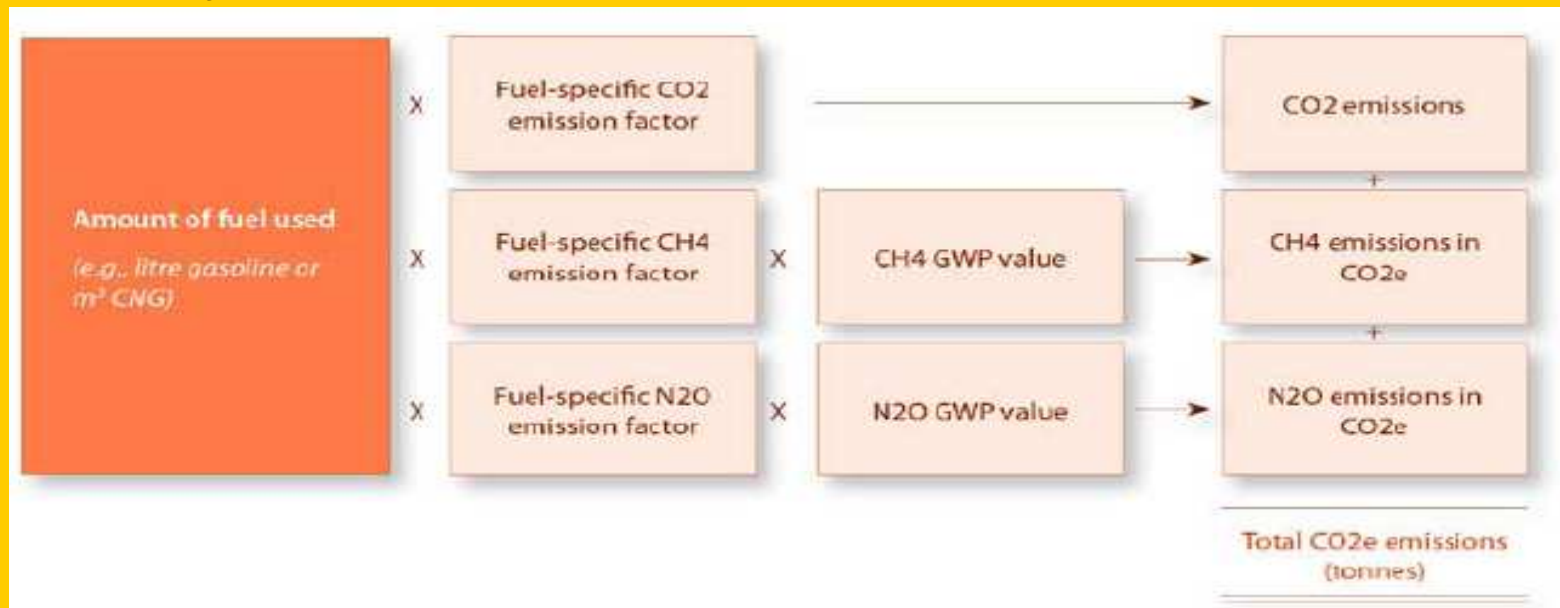 Amount of fuel used
(e.g., litre gasoline or
m³ CNG)
X
Fuel-specific CO2
emission factor
CO2 emissions
+
X
Fuel-specific CH4
emission factor
X
CH4 GWP value
CH4 emissions in
CO2e
+
X
Fuel-specific N2O
emission factor
X
N2O GWP value
N2O emissions in
CO2e
Total CO2e emissions
(tonnes)